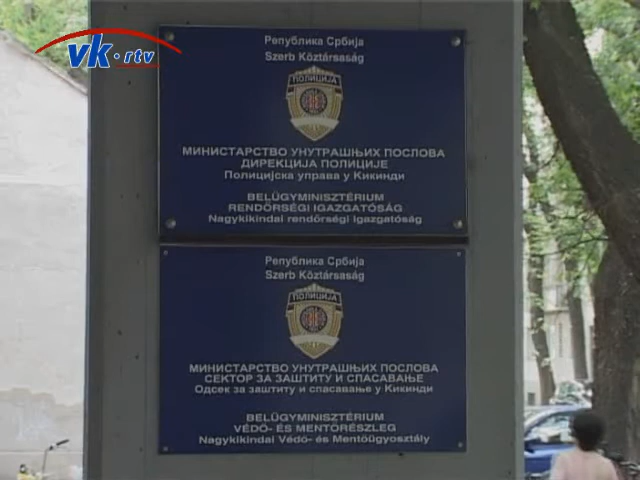 vk.rtv
Република Србија
Szerb Köztársaság
ПОЛИЦИЈА
МИНИСТАРСТВО УНУТРАШЊИХ ПОСЛОВА
ДИРЕКЦИЈА ПОЛИЦИЈЕ
Полицијска управа у Кикинди
BELÜGYMINISZTÉRIUM
RENDŐRSÉGI IGAZGATÓSÁG
Nagykikindai rendőrségi igazgatóság
Република Србија
Szerb Köztársaság
ПОЛИЦИЈА
МИНИСТАРСТВО УНУТРАШЊИХ ПОСЛОВА
СЕКТОР ЗА ЗАШТИТУ И СПАСАВАЊЕ
Одсек за заштиту и спасавање у Кикинди
BELÜGYMINISZTÉRIUM
VÉDŐ- ÉS MENTŐRÉSZLEG
Nagykikindai Védő- és Mentőügyosztály